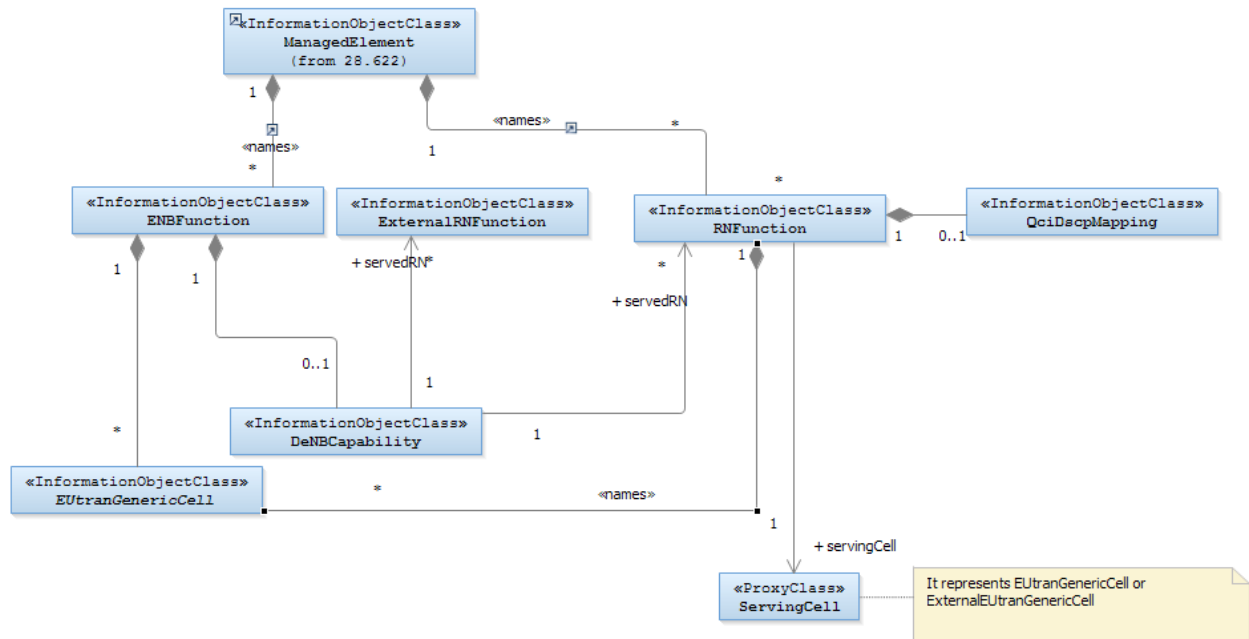 «InformationObjectClass»
ManagedElement
(from 28.622)
1
1
«names»
*
«names»
*
*
«InformationObjectClass»
ENBFunction
«InformationObjectClass»
ExternalRNFunction
«InformationObjectClass»
RNFunction
«InformationObjectClass»
QciDscpMapping
1
0..1
1
1
+ servedRN
*
*
1
+ servedRN
0..1
1
1
*
«InformationObjectClass»
DeNBCapability
«InformationObjectClass»
EUtranGenericCell
*
«names»
1
+ servingCell
«ProxyClass»
ServingCell
It represents EUtranGenericCell or
ExternalEUtranGenericCell